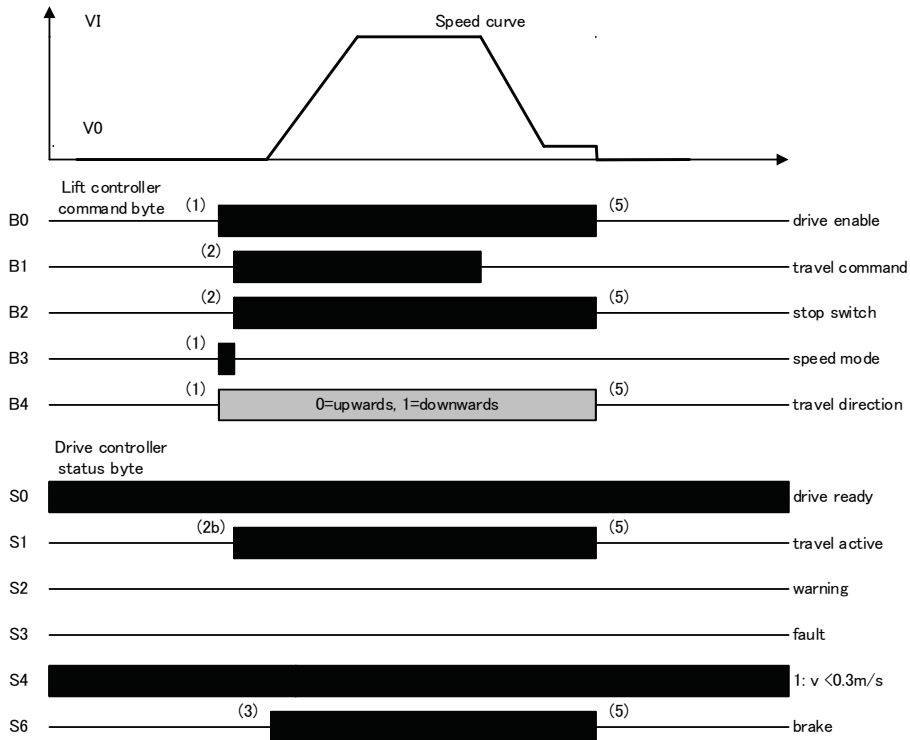 VI
Speed curve
V0
Lift controller
command byte
(1)
(5)
B0
drive enable
(2)
B1
travel command
(2)
(5)
B2
stop switch
(1)
B3
speed mode
(1)
(5)
B4
0=upwards, 1=downwards
travel direction
Drive controller
status byte
S0
drive ready
(2b)
(5)
S1
travel active
S2
warning
S3
fault
S4
1: v <0.3m/s
(3)
(5)
S6
brake